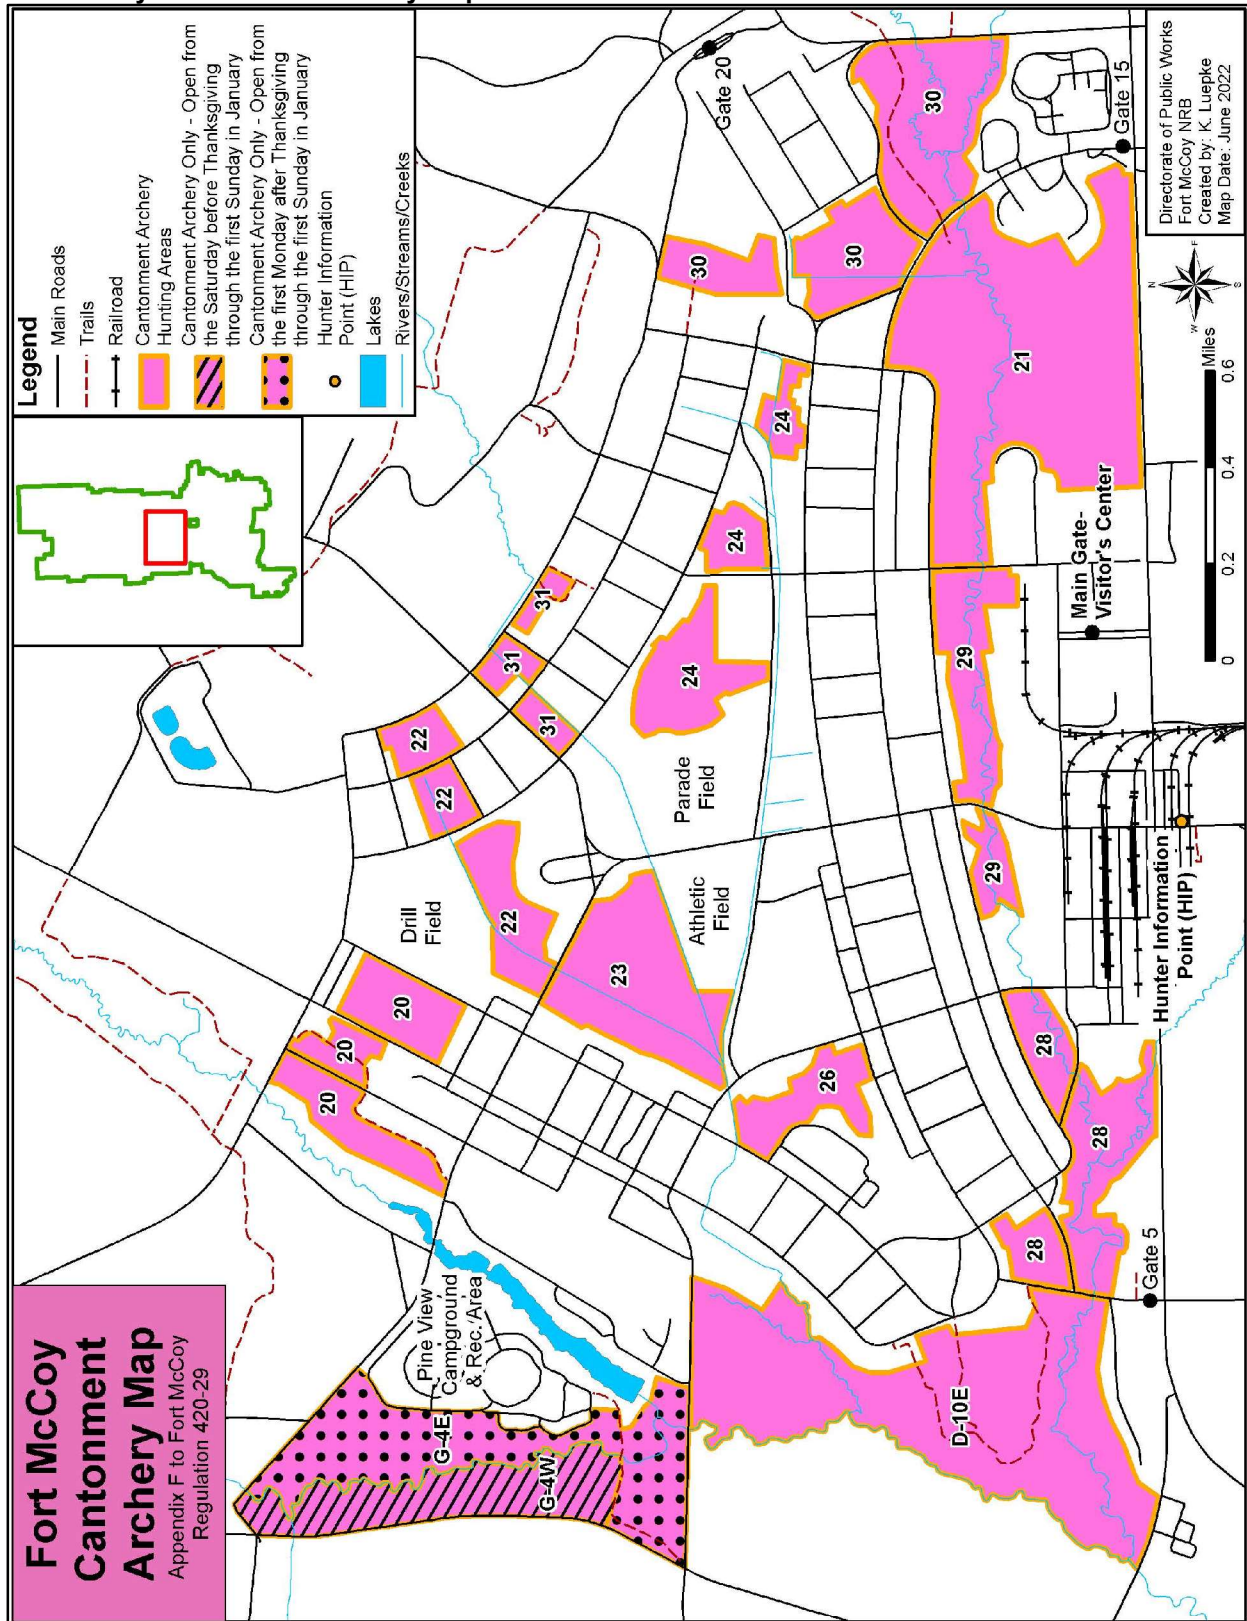 Fort McCoy
Cantonment
Archery Map
Appendix F to Fort McCoy
Regulation 420-29
Legend
Main Roads
Trails
Railroad
Cantonment Archery
Hunting Areas
Cantonment Archery Only - Open from
the Saturday before Thanksgiving
through the first Sunday in January
Cantonment Archery Only - Open from
the first Monday after Thanksgiving
through the first Sunday in January
Hunter Information
Point (HIP)
Lakes
Rivers/Streams/Creeks
G-4E
G-4W
Pine View
Campground
& Rec. Area
20
20
20
Drill
Field
22
22
22
31
31
31
23
Athletic
Field
Parade
Field
24
24
24
30
30
30
Gate 20
26
D-10E
28
28
28
29
29
21
Gate 5
Gate 15
Main Gate-
Visitor's Center
Hunter Information
Point (HIP)
N
W
E
S
0
0.2
0.4
0.6
Miles
Directorate of Public Works
Fort McCoy NRB
Created by: K. Luepke
Map Date: June 2022